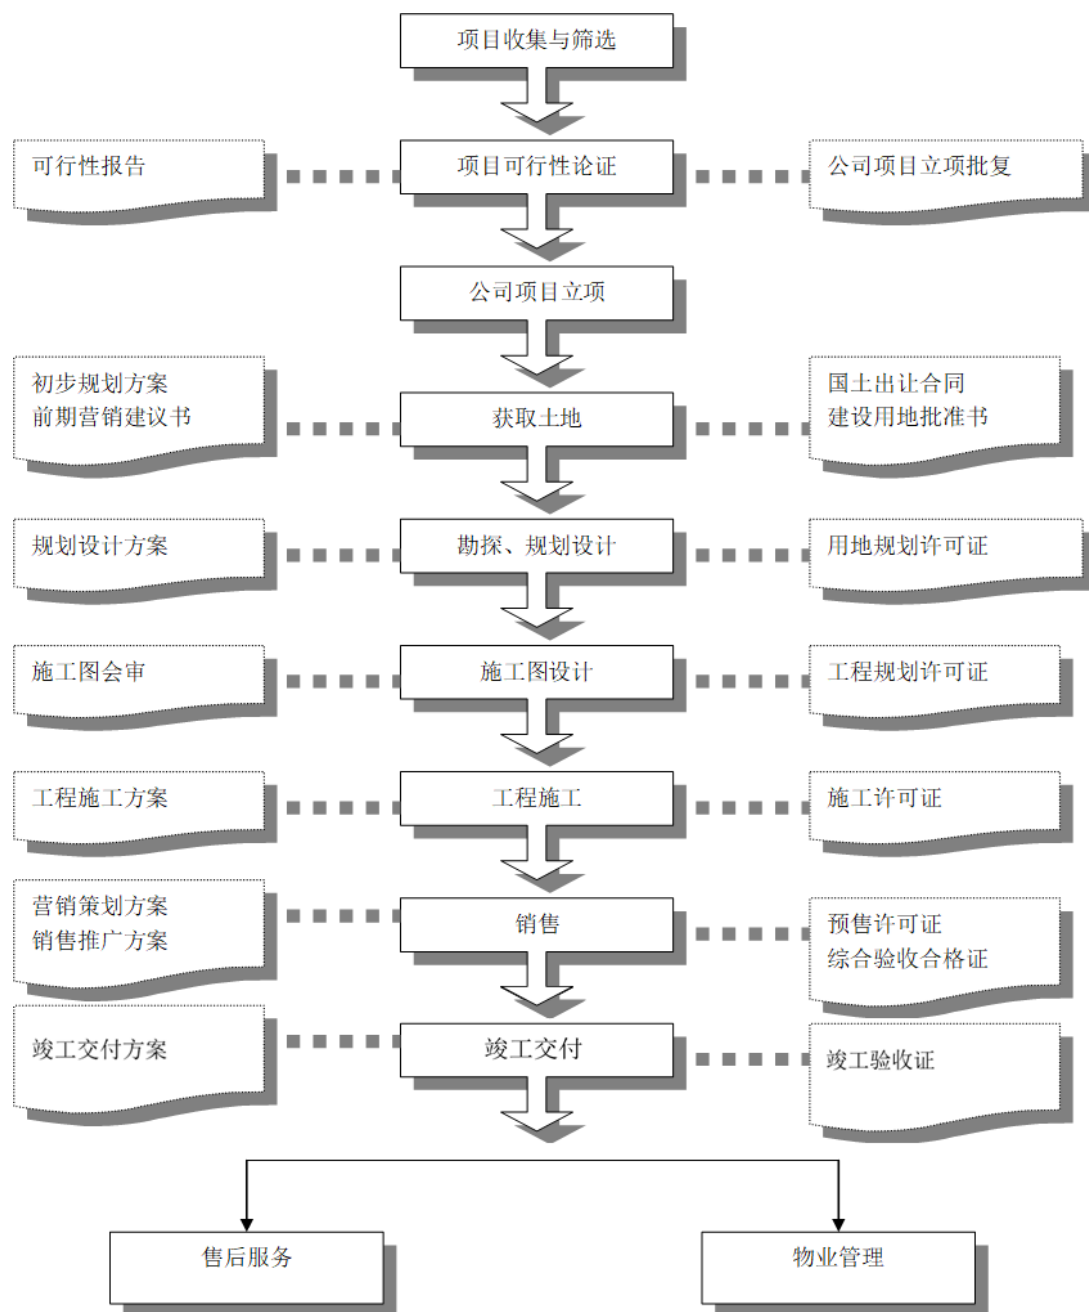 项目收集与筛选
可行性报告
项目可行性论证
公司项目立项批复
公司项目立项
初步规划方案
前期营销建议书
获取土地
国土出让合同
建设用地批准书
规划设计方案
勘探、规划设计
用地规划许可证
施工图会审
施工图设计
工程规划许可证
工程施工方案
工程施工
施工许可证
营销策划方案
销售推广方案
销售
预售许可证
综合验收合格证
竣工交付方案
竣工交付
竣工验收证
售后服务
物业管理